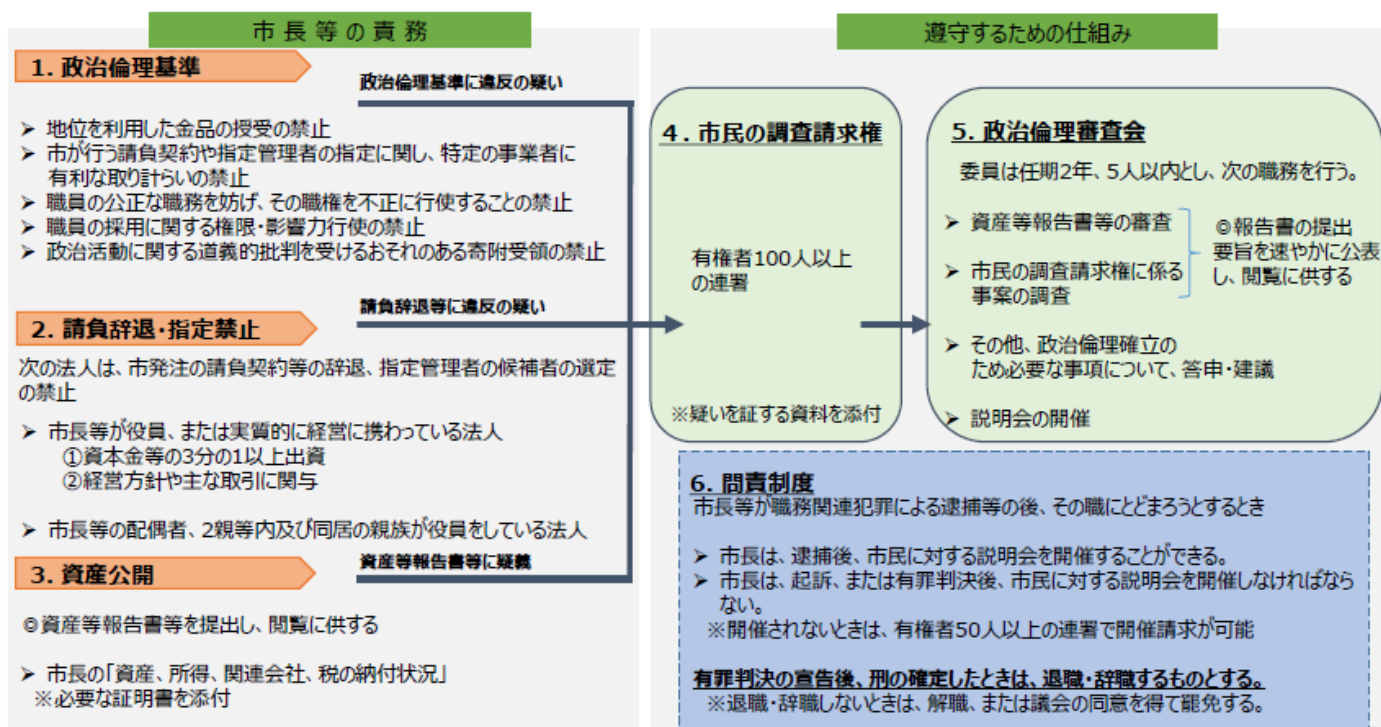 市長等の責務
1. 政治倫理基準
政治倫理基準に違反の疑い
➢ 地位を利用した金品の授受の禁止
➢ 市が行う請負契約や指定管理者の指定に関し、特定の事業者に
有利な取り計らいの禁止
➢ 職員の公正な職務を妨げ、その職権を不正に行使することの禁止
➢ 職員の採用に関する権限・影響力行使の禁止
➢ 政治活動に関する道義的批判を受けるおそれのある寄附受領の禁止
請負辞退等に違反の疑い
2. 請負辞退・指定禁止
次の法人は、市発注の請負契約等の辞退、指定管理者の候補者の選定
の禁止
➢ 市長等が役員、または実質的に経営に携わっている法人
①資本金等の3分の1以上出資
②経営方針や主な取引に関与
➢ 市長等の配偶者、2親等内及び同居の親族が役員をしている法人
資産等報告書等に疑義
3. 資産公開
◎資産等報告書等を提出し、閲覧に供する
➢ 市長の「資産、所得、関連会社、税の納付状況」
※必要な証明書を添付
遵守するための仕組み
4. 市民の調査請求権
有権者100人以上
の連署
※疑いを証する資料を添付
5. 政治倫理審査会
委員は任期2年、5人以内とし、次の職務を行う。
➢ 資産等報告書等の審査
➢ 市民の調査請求権に係る
事案の調査
◎報告書の提出
要旨を速やかに公表
し、閲覧に供する
➢ その他、政治倫理確立の
ため必要な事項について、答申・建議
➢ 説明会の開催
6. 問責制度
市長等が職務関連犯罪による逮捕等の後、その職にとどまろうとするとき
➢ 市長は、逮捕後、市民に対する説明会を開催することができる。
➢ 市長は、起訴、または有罪判決後、市民に対する説明会を開催しなければなら
ない。
※開催されないときは、有権者50人以上の連署で開催請求が可能
有罪判決の宣告後、刑の確定したときは、退職・辞職するものとする。
※退職・辞職しないときは、解職、または議会の同意を得て罷免する。